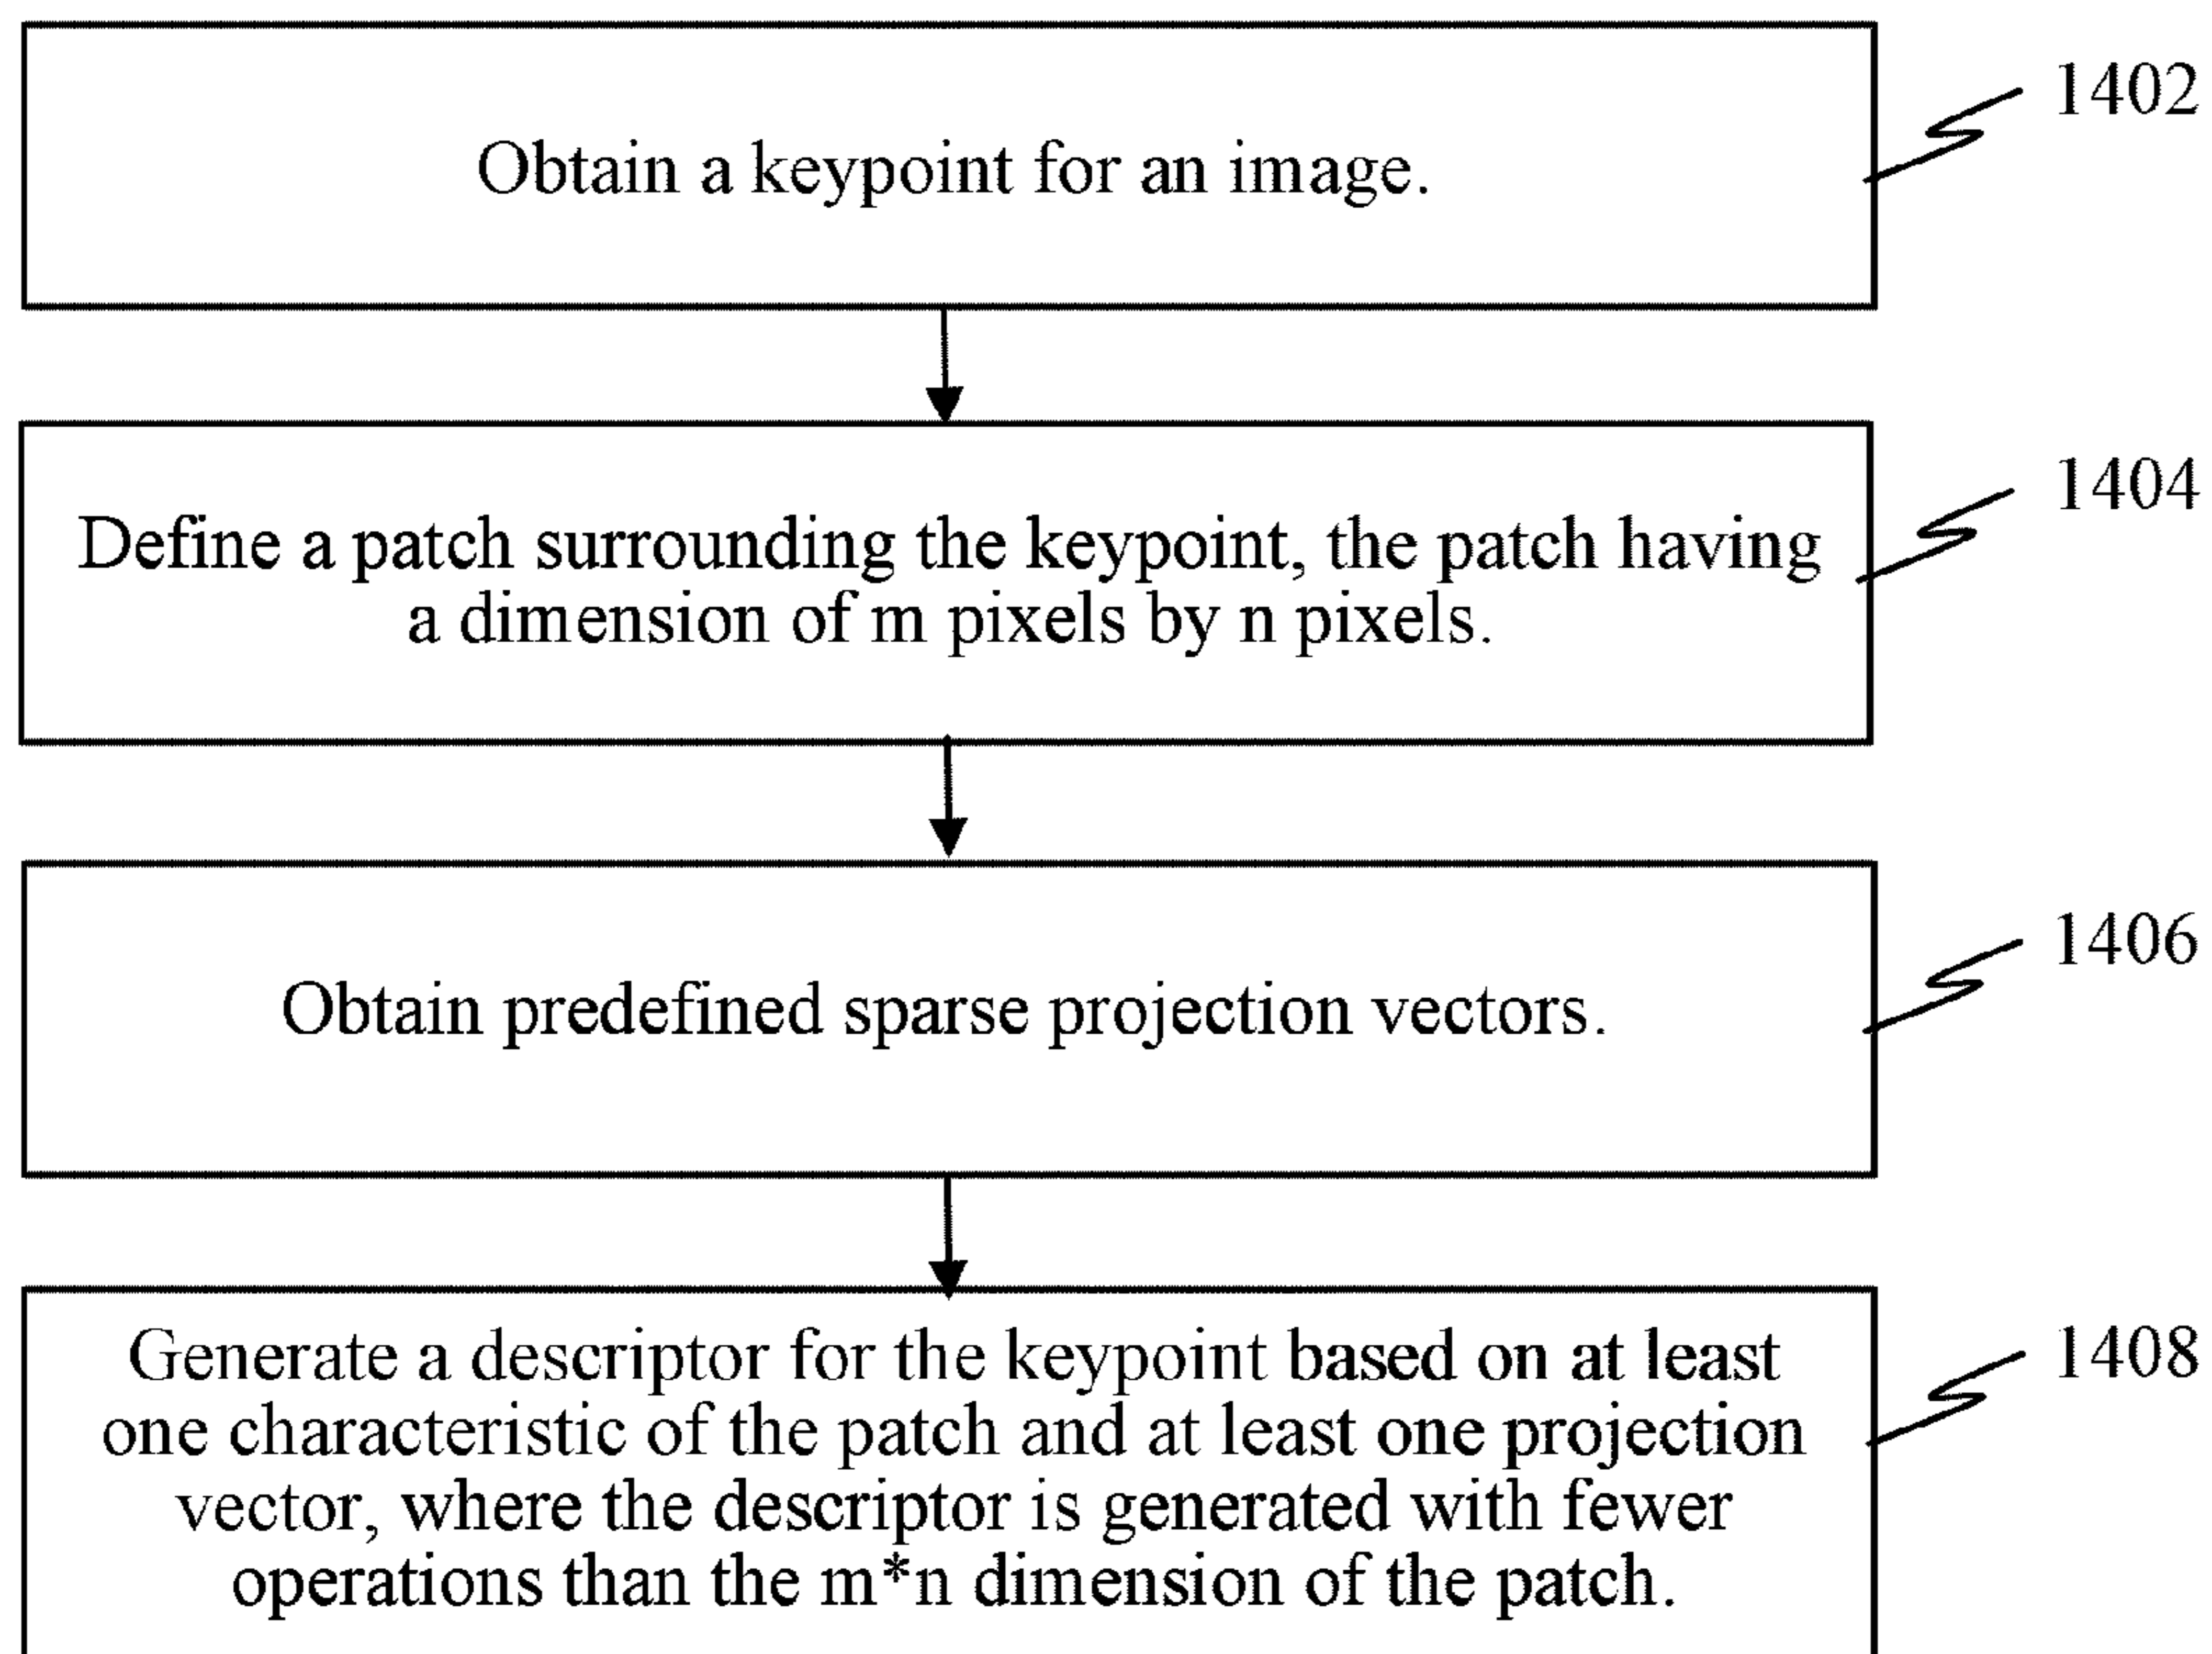 1402
Obtain a keypoint for an image.
1404
Define a patch surrounding the keypoint, the patch having
a dimension of m pixels by n pixels.
1406
Obtain predefined sparse projection vectors.
1408
Generate a descriptor for the keypoint based on at least
one characteristic of the patch and at least one projection
vector, where the descriptor is generated with fewer
operations than the m*n dimension of the patch.